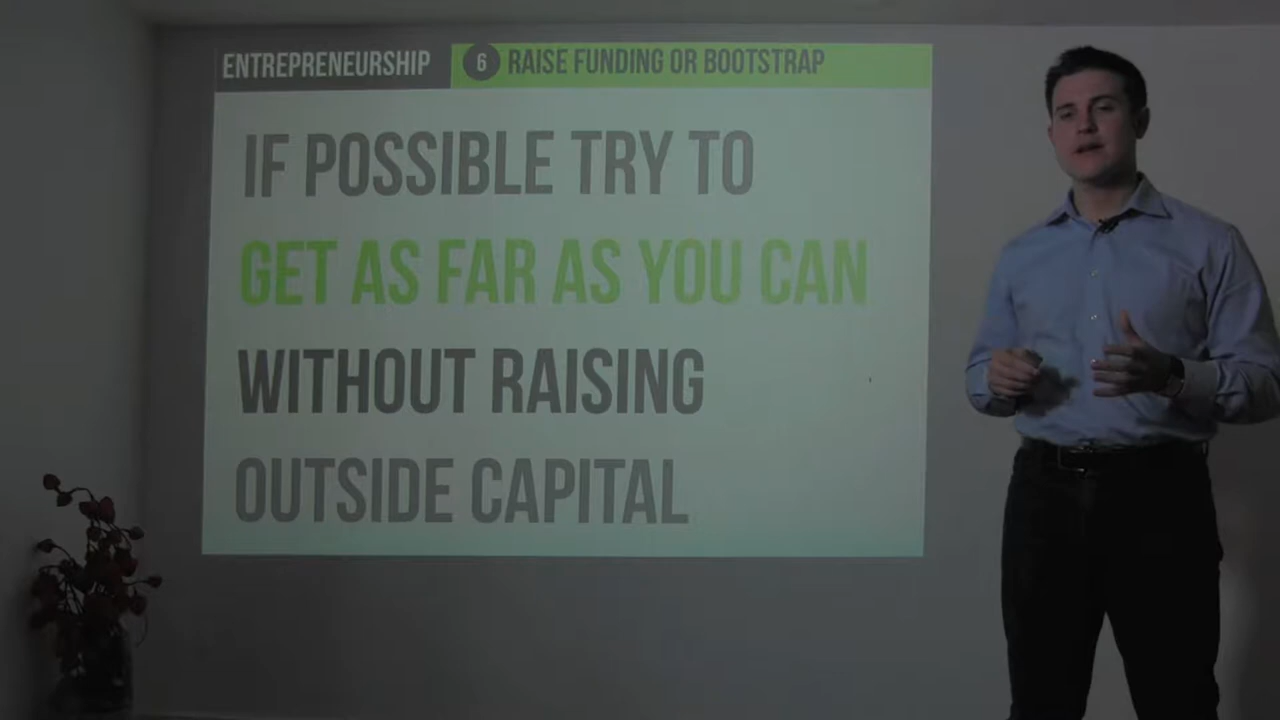 ENTREPRENEURSHIP 6 RAISE FUNDING OR BOOTSTRAP
IF POSSIBLE TRY TO
GET AS FAR AS YOU CAN
WITHOUT RAISING
OUTSIDE CAPITAL